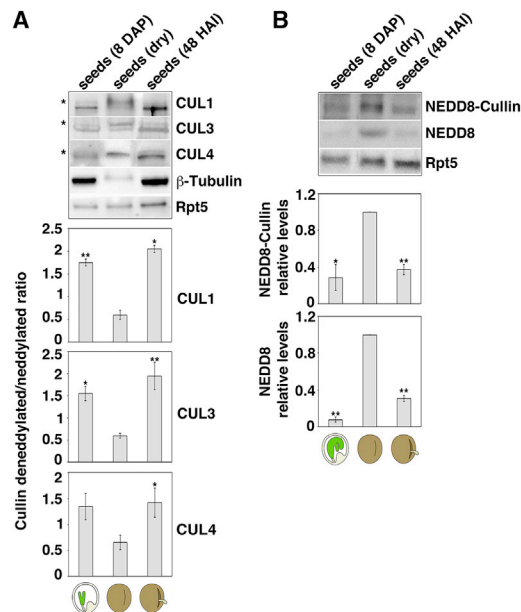 A
seeds (8 DAP)
seeds (dry)
seeds (48 HAI)
* CUL1
* CUL3
* CUL4
β-Tubulin
Rpt5
Cullin deneddylated/neddylated ratio
2.5
2
1.5
1
0.5
0
** *
CUL1
2.5
2
1.5
1
0.5
0
* **
CUL3
2
1.5
1
0.5
0
*
CUL4
B
seeds (8 DAP)
seeds (dry)
seeds (48 HAI)
NEDD8-Cullin
NEDD8
Rpt5
NEDD8-Cullin
relative levels
1.2
0.8
0.4
0
* **
NEDD8
relative levels
1.2
0.8
0.4
0
** **